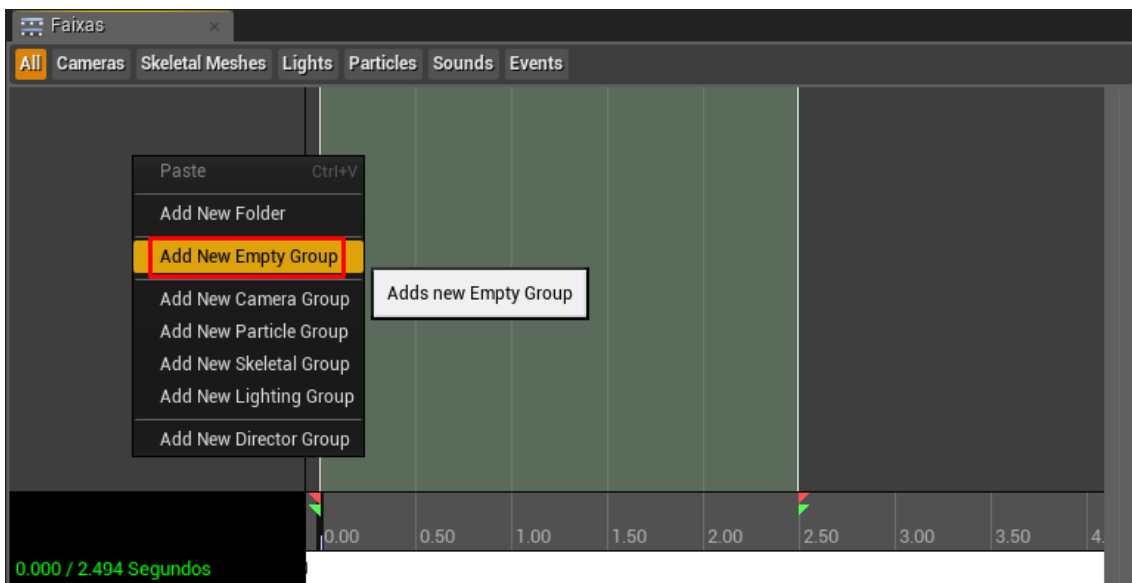 Faixas
All Cameras Skeletal Meshes Lights Particles Sounds Events
Paste Ctrl+V
Add New Folder
Add New Empty Group
Adds new Empty Group
Add New Camera Group
Add New Particle Group
Add New Skeletal Group
Add New Lighting Group
Add New Director Group
0.00 0.50 1.00 1.50 2.00 2.50 3.00 3.50 4.
0.000 / 2.494 Segundos